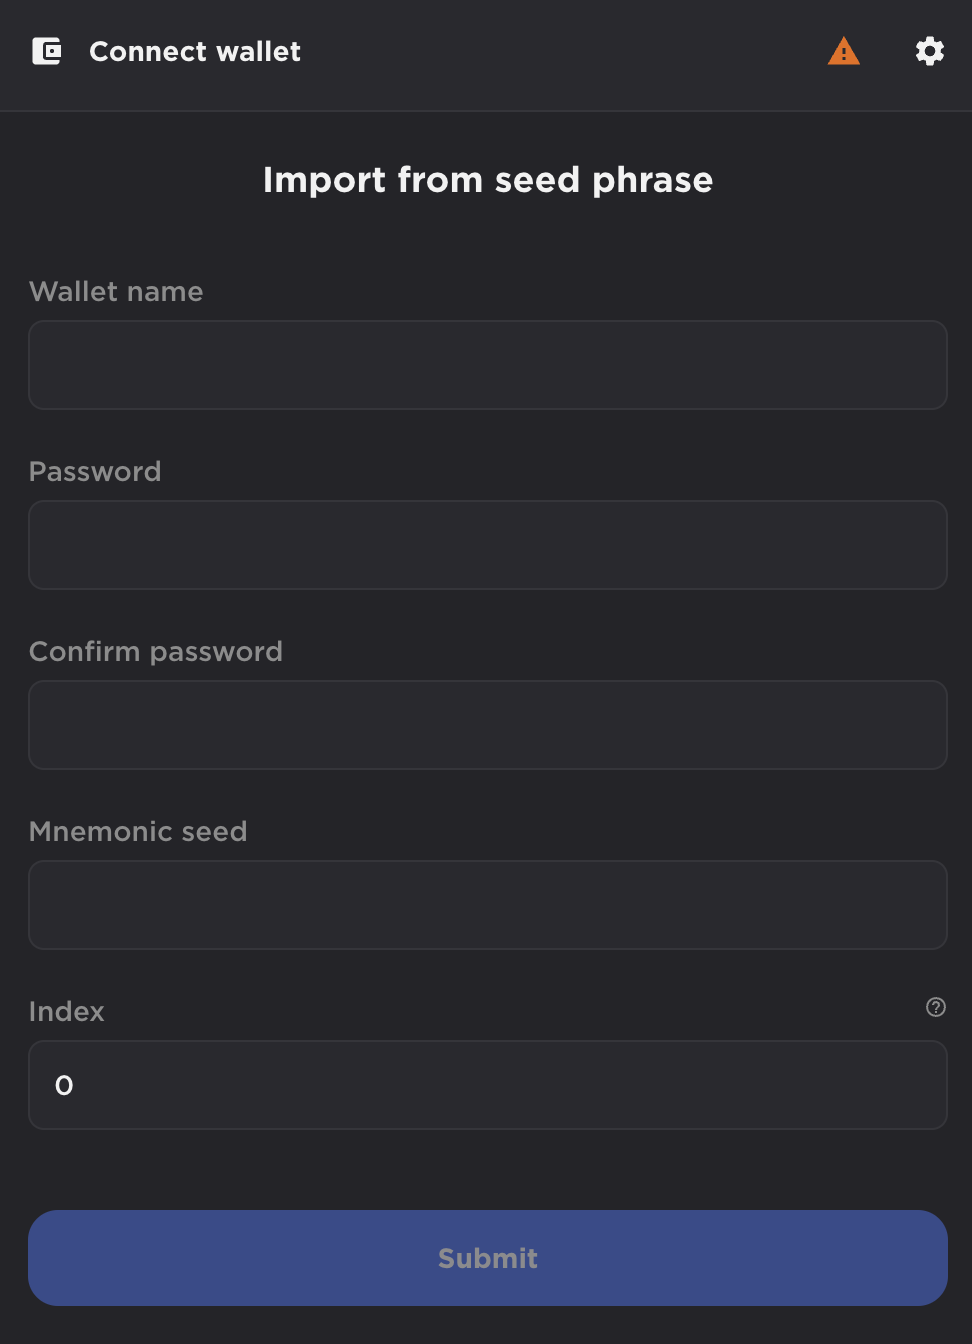 Connect wallet
Import from seed phrase
Wallet name
Password
Confirm password
Mnemonic seed
Index
0
Submit